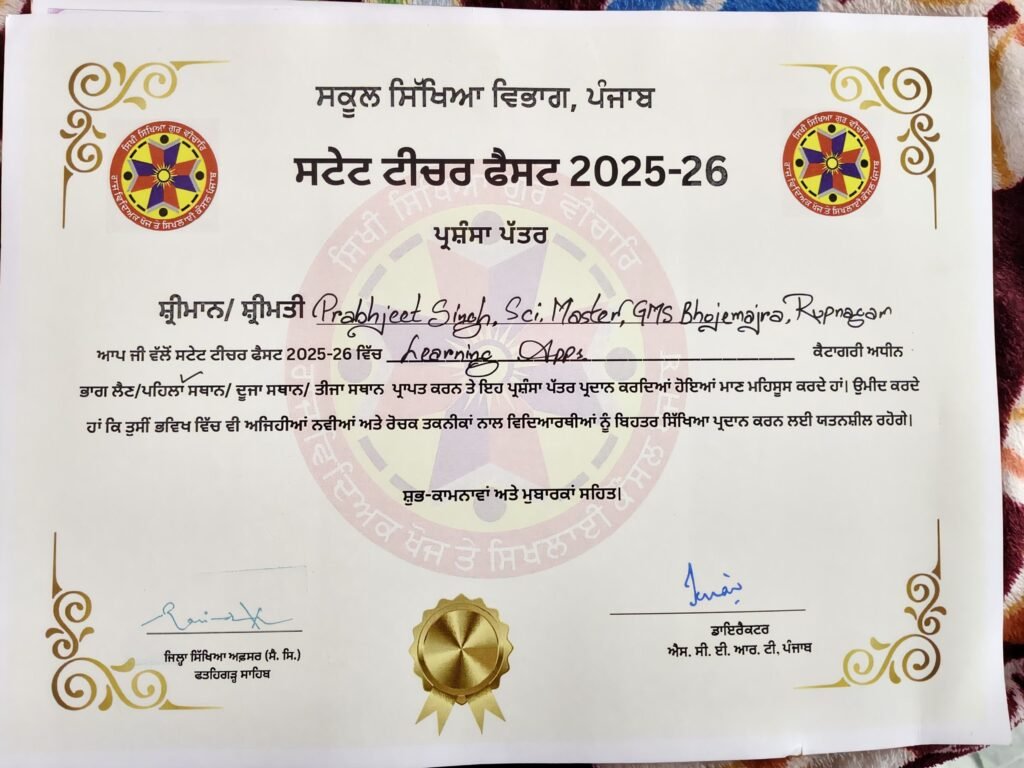 ਸਕੂਲ ਸਿੱਖਿਆ ਵਿਭਾਗ, ਪੰਜਾਬ
ਸਟੇਟ ਟੀਚਰ ਫੈਸਟ 2025-26
ਪ੍ਰਸ਼ੰਸਾ ਪੱਤਰ
ਸ਼੍ਰੀਮਾਨ/ ਸ਼੍ਰੀਮਤੀ Prabhjeet Singh, Sci. Master, GMS Bhojemajra, Rupnagar
ਆਪ ਜੀ ਵੱਲੋਂ ਸਟੇਟ ਟੀਚਰ ਫੈਸਟ 2025-26 ਵਿੱਚ Learning Apps ਕੈਟਾਗਰੀ ਅਧੀਨ
ਭਾਗ ਲੈਣ/ਪਹਿਲਾਂ ਸਥਾਨ/ ਦੂਜਾ ਸਥਾਨ/ ਤੀਜਾ ਸਥਾਨ ਪ੍ਰਾਪਤ ਕਰਨ ਤੇ ਇਹ ਪ੍ਰਸ਼ੰਸਾ ਪੱਤਰ ਪ੍ਰਦਾਨ ਕਰਦਿਆਂ ਹੋਇਆਂ ਮਾਣ ਮਹਿਸੂਸ ਕਰਦੇ ਹਾਂ। ਉਮੀਦ ਕਰਦੇ
ਹਾਂ ਕਿ ਤੁਸੀਂ ਭਵਿਖ ਵਿੱਚ ਵੀ ਅਜਿਹੀਆਂ ਨਵੀਆਂ ਅਤੇ ਰੋਚਕ ਤਕਨੀਕਾਂ ਨਾਲ ਵਿਦਿਆਰਥੀਆਂ ਨੂੰ ਬਿਹਤਰ ਸਿੱਖਿਆ ਪ੍ਰਦਾਨ ਕਰਨ ਲਈ ਯਤਨਸ਼ੀਲ ਰਹੋਗੇ।
ਸ਼ੁਭ-ਕਾਮਨਾਵਾਂ ਅਤੇ ਮੁਬਾਰਕਾਂ ਸਹਿਤ।
ਜਿਲ੍ਹਾ ਸਿੱਖਿਆ ਅਫ਼ਸਰ (ਸੈ. ਸਿ.)
ਫਤਹਿਗੜ੍ਹ ਸਾਹਿਬ
ਡਾਇਰੈਕਟਰ
ਐਸ. ਸੀ. ਈ. ਆਰ. ਟੀ. ਪੰਜਾਬ
ਸਿਖੀ ਸਿਖਿਆ ਗੁਰ ਵੀਚਾਰਿ